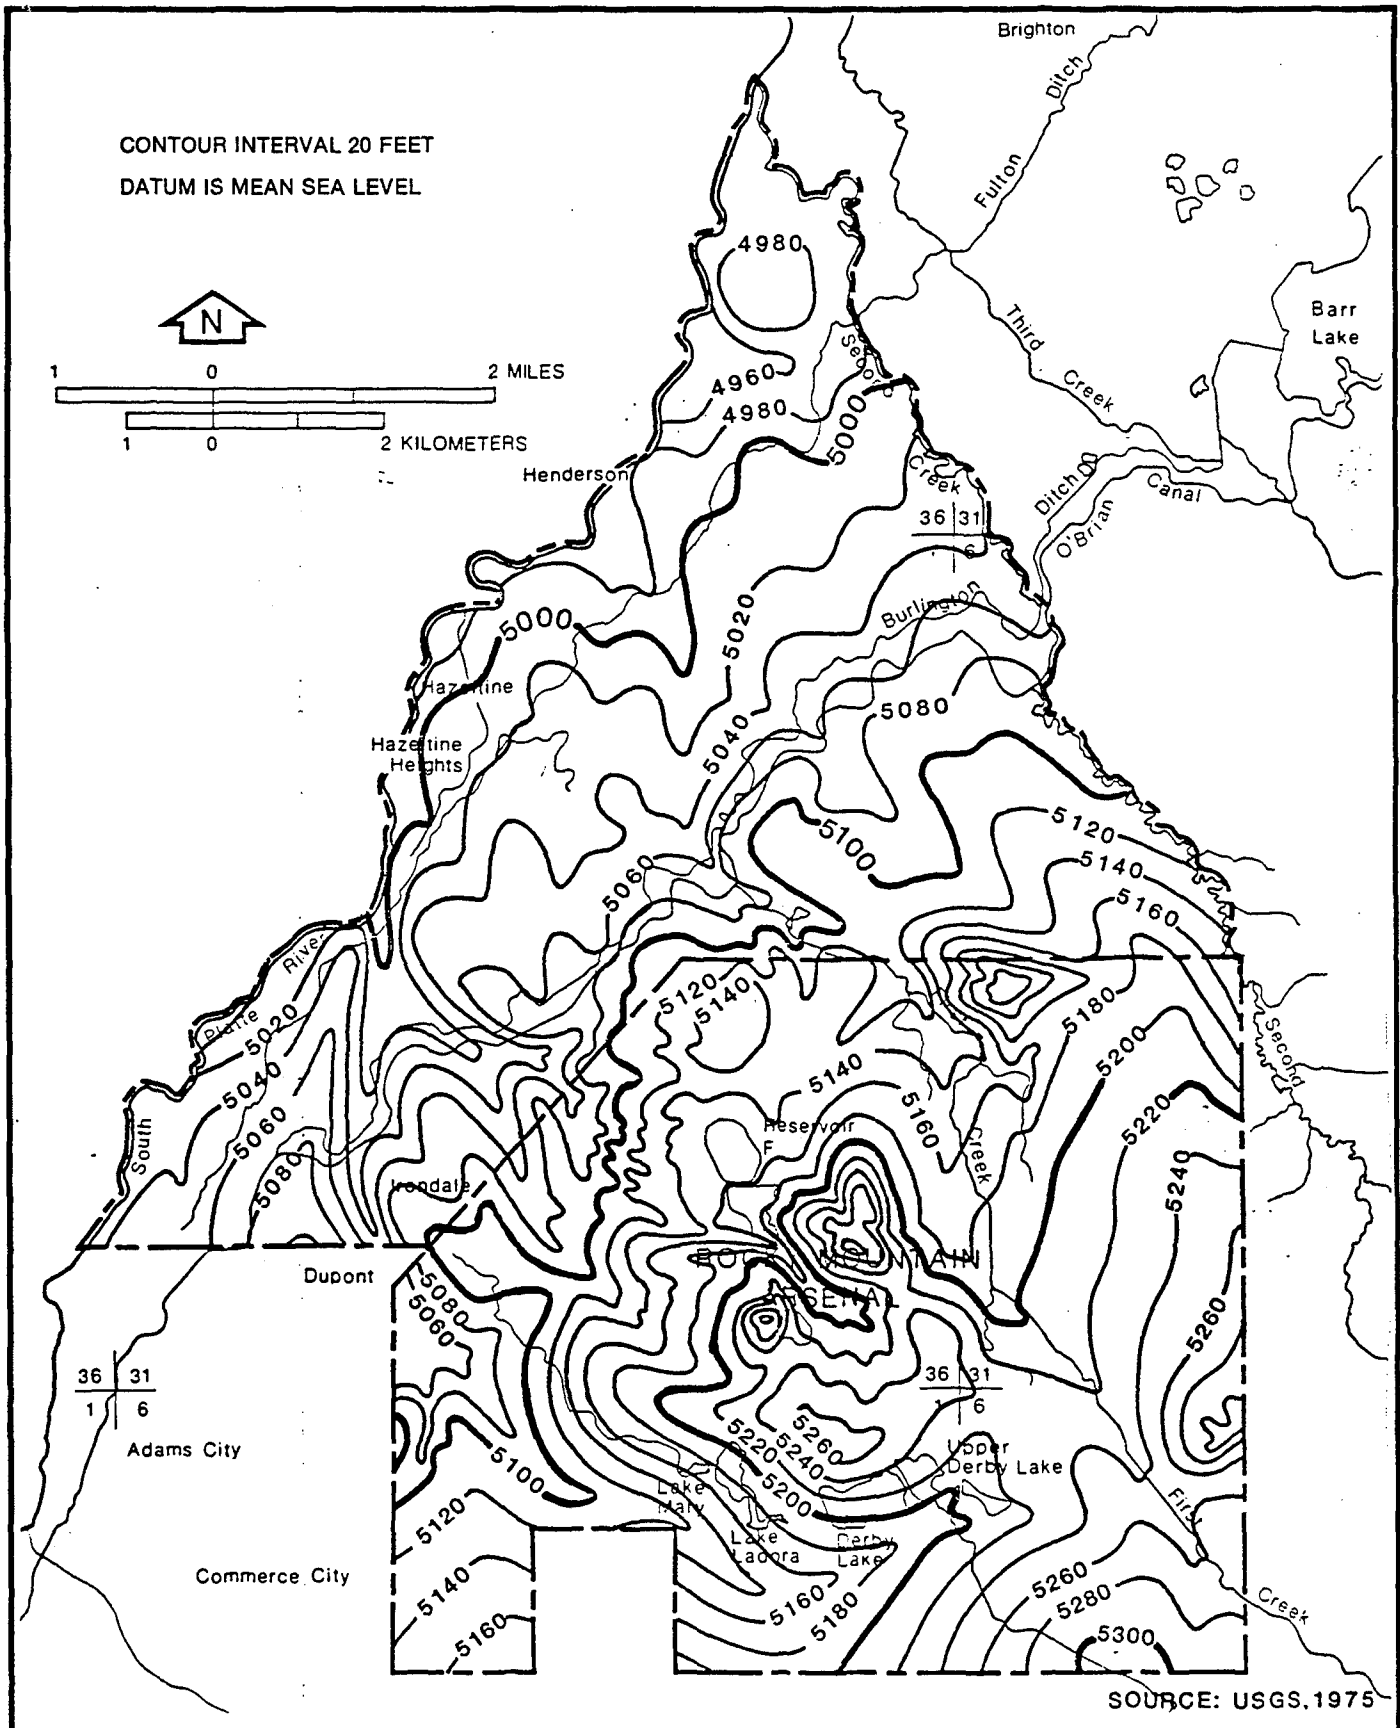 Brighton
CONTOUR INTERVAL 20 FEET
DATUM IS MEAN SEA LEVEL
Fulton Ditch
N
4980
Barr
Lake
Third Creek
1 0 2 MILES
1 0 2 KILOMETERS
4960
4980
5000
Second
Creek
Henderson
Ditch
O'Brian Canal
36 31
6
Burlington
5000
5020
Hazeltine
5080
5040
Hazeltine
Heights
5100
5120
5140
5160
5060
River
Platte
South
5020
5040
5060
5080
5120
5140
5180
5200
Second
5140
5160
Creek
5220
5240
Reservoir
F
Irondale
ROCKY MOUNTAIN
ARSENAL
Dupont
5080
5060
5260
36 31
1 6
36 31
1 6
Adams City
5100
5220
5240
5260
5200
Upper
Derby Lake
Lake
Mary
First
Creek
5120
Lake
Ladora
Derby
Lake
Commerce City
5140
5160
5160
5180
5260
5280
5300
SOURCE: USGS, 1975